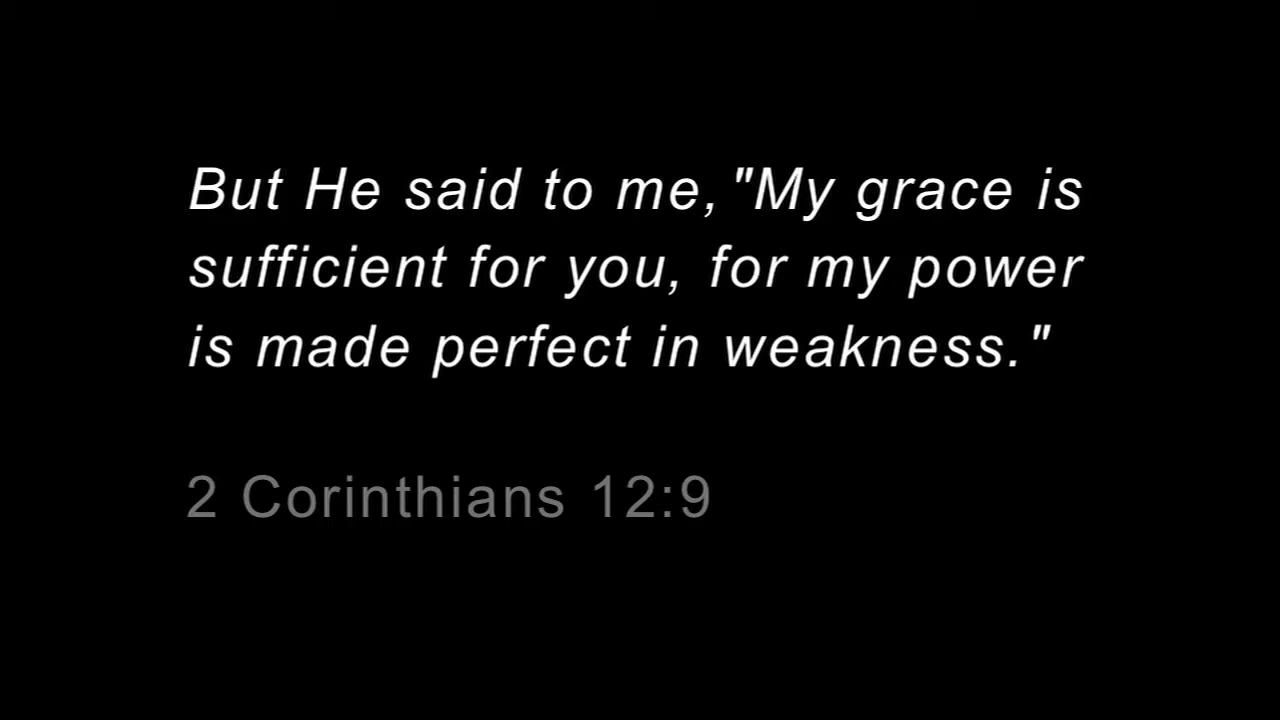 But He said to me,"My grace is
sufficient for you, for my power
is made perfect in weakness."
2 Corinthians 12:9